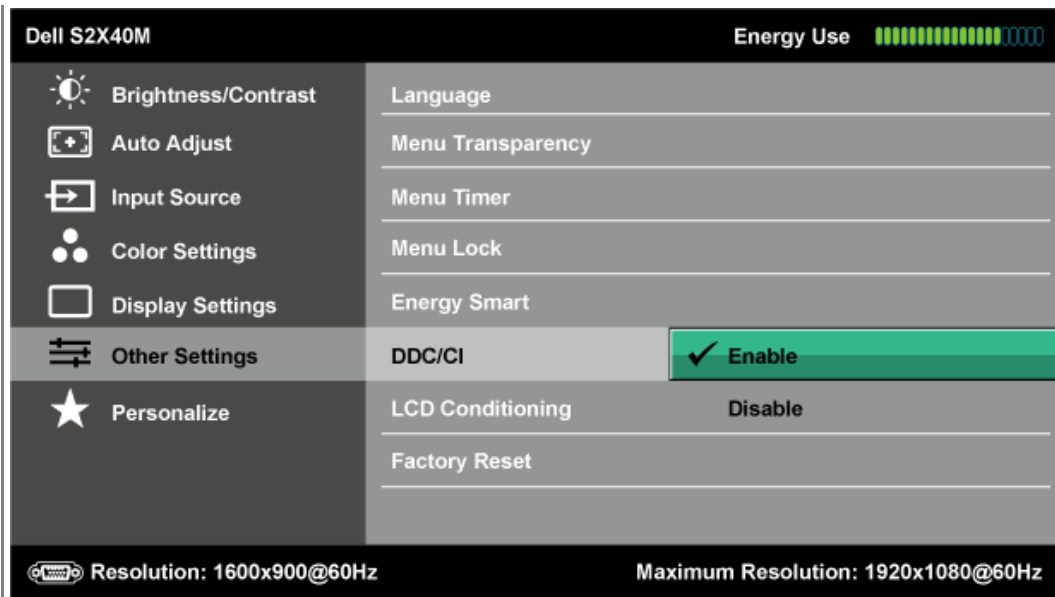 Dell S2X40M Energy Use
Brightness/Contrast Language
Auto Adjust Menu Transparency
Input Source Menu Timer
Color Settings Menu Lock
Display Settings Energy Smart
Other Settings DDC/CI Enable
Personalize LCD Conditioning Disable
Factory Reset
Resolution: 1600x900@60Hz Maximum Resolution: 1920x1080@60Hz